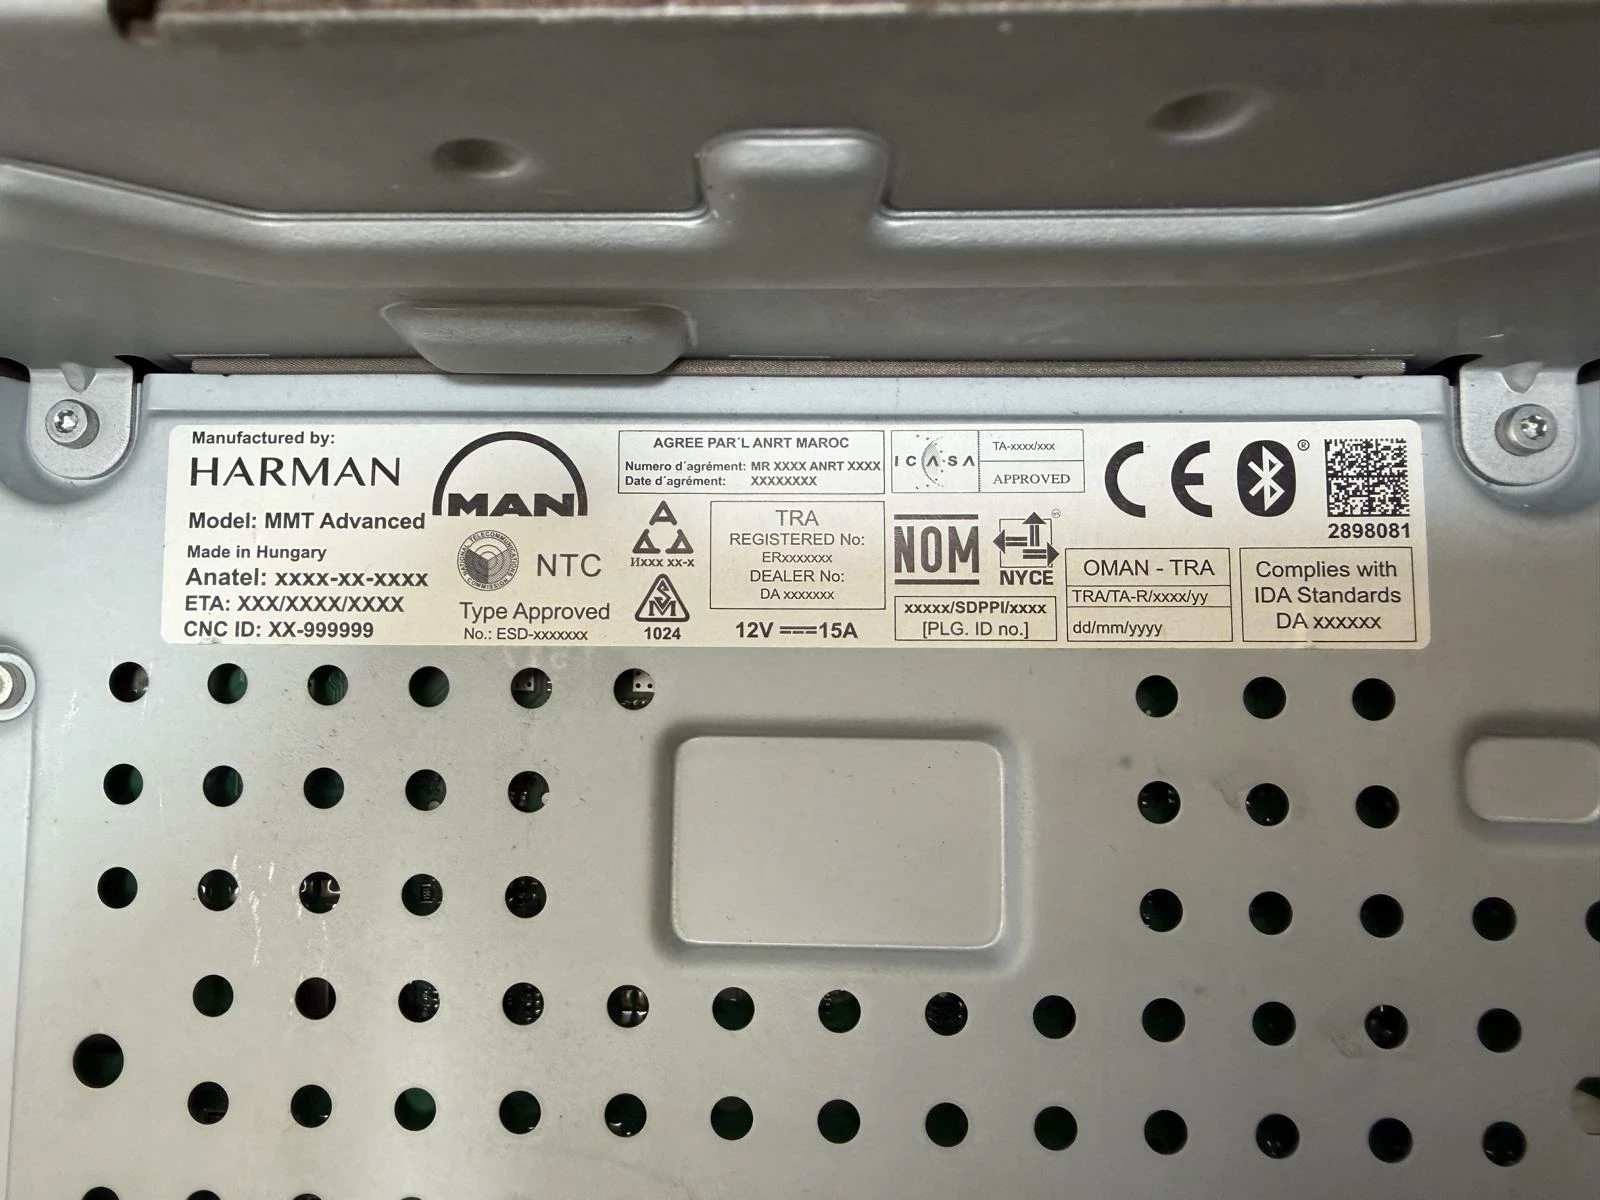 Manufactured by:
HARMAN
Model: MMT Advanced
Made in Hungary
Anatel: xxxx-xx-xxxx
ETA: XXX/XXXX/XXXX
CNC ID: XX-999999
MAN
NATIONAL TELECOMMUNICATIONS COMMISSION
NTC
Type Approved
No.: ESD-xxxxxxx
AGREE PAR´L ANRT MAROC
Numero d´agrément: MR XXXX ANRT XXXX
Date d´agrément: XXXXXXXX
Иxxx xx-x
1024
TRA
REGISTERED No:
ERxxxxxxx
DEALER No:
DA xxxxxxx
12V 15A
ICASA
TA-xxxx/xxx
APPROVED
NOM
NYCE
xxxxx/SDPPI/xxxx
[PLG. ID no.]
CE
®
2898081
OMAN - TRA
TRA/TA-R/xxxx/yy
dd/mm/yyyy
Complies with
IDA Standards
DA xxxxxx